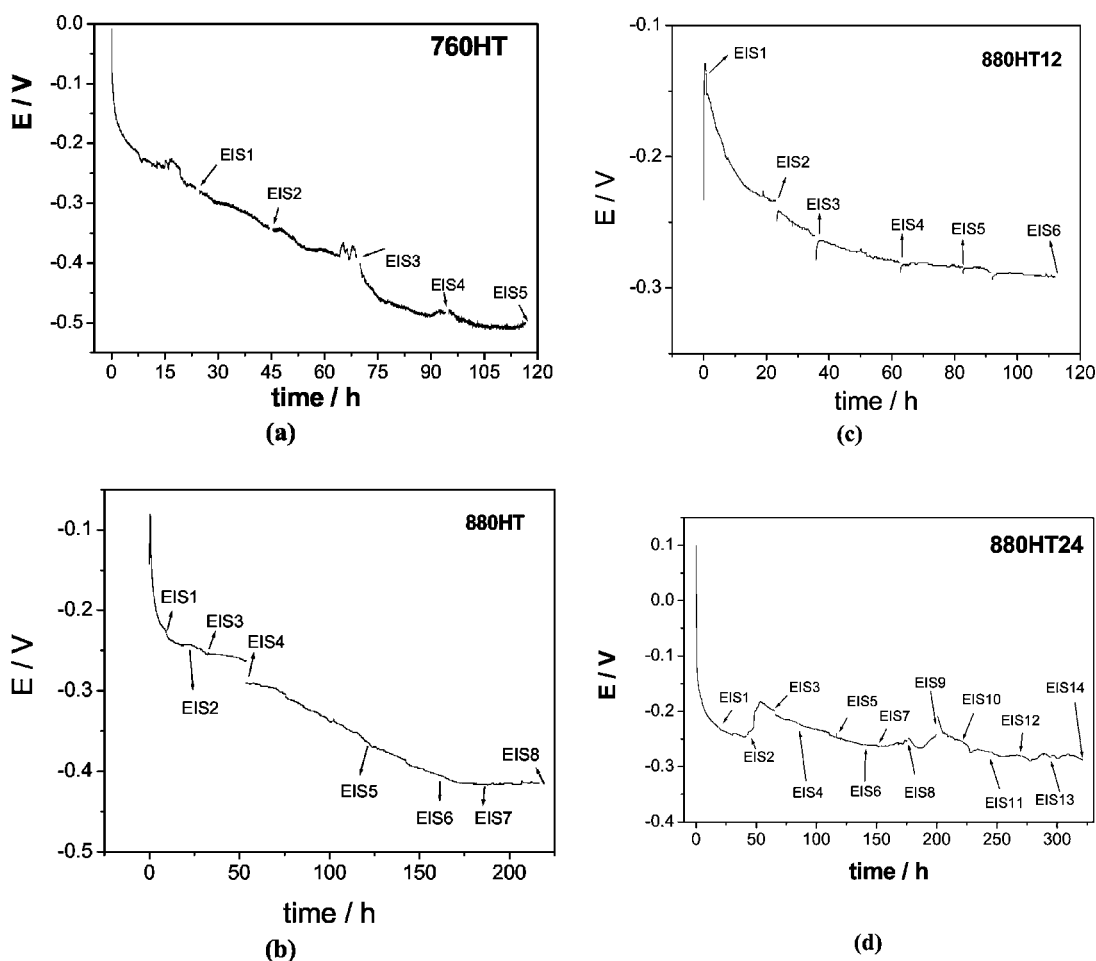 760HT
E / V
0.0
-0.1
-0.2
-0.3
-0.4
-0.5
EIS1
EIS2
EIS3
EIS4
EIS5
0 15 30 45 60 75 90 105 120
time / h
(a)
880HT12
E / V
-0.1
-0.2
-0.3
EIS1
EIS2
EIS3
EIS4
EIS5
EIS6
0 20 40 60 80 100 120
time / h
(c)
880HT
E / V
-0.1
-0.2
-0.3
-0.4
-0.5
EIS1
EIS2
EIS3
EIS4
EIS5
EIS6
EIS7
EIS8
0 50 100 150 200
time / h
(b)
880HT24
E / V
0.1
0.0
-0.1
-0.2
-0.3
-0.4
EIS1
EIS2
EIS3
EIS4
EIS5
EIS6
EIS7
EIS8
EIS9
EIS10
EIS11
EIS12
EIS13
EIS14
0 50 100 150 200 250 300
time / h
(d)